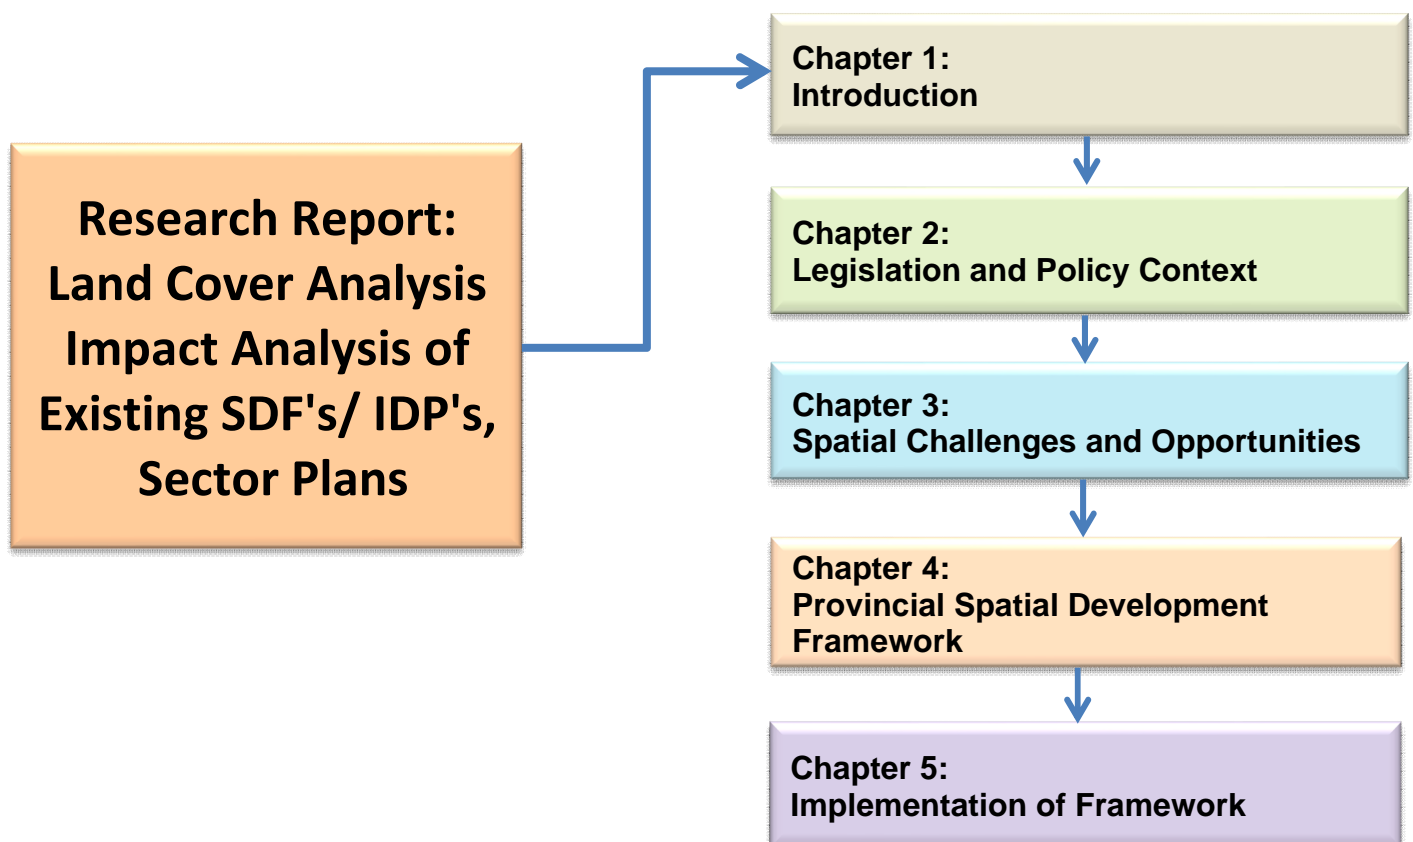 Research Report:
Land Cover Analysis
Impact Analysis of
Existing SDF's/ IDP's,
Sector Plans
Chapter 1:
Introduction
Chapter 2:
Legislation and Policy Context
Chapter 3:
Spatial Challenges and Opportunities
Chapter 4:
Provincial Spatial Development
Framework
Chapter 5:
Implementation of Framework